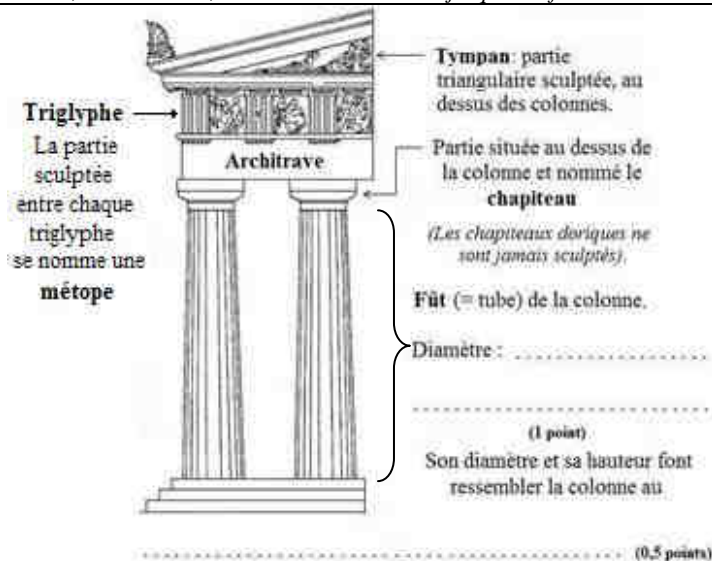 Tympan: partie
triangulaire sculptée, au
dessus des colonnes.
Triglyphe
La partie
sculptée
entre chaque
triglyphe
se nomme une
métope
Architrave
Partie située au dessus de
la colonne et nommé le
chapiteau
(Les chapiteaux doriques ne
sont jamais sculptés).
Fût (= tube) de la colonne.
Diamètre : ....................
................................
(1 point)
Son diamètre et sa hauteur font
ressembler la colonne au
................................ (0,5 points)